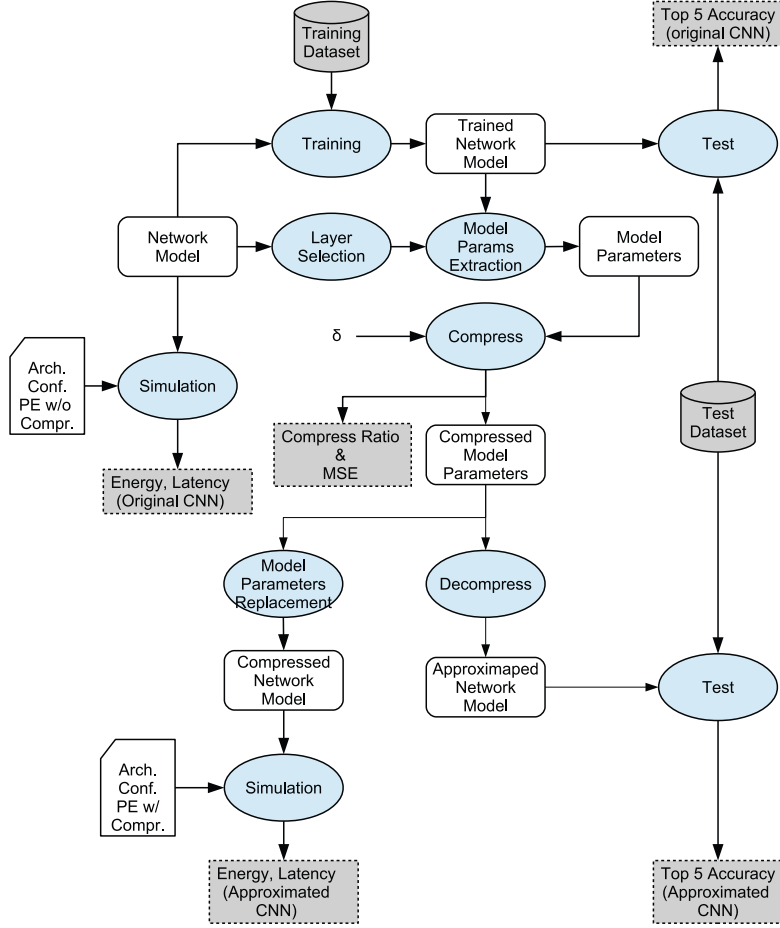 Training
Dataset
Top 5 Accuracy
(original CNN)
Training
Trained
Network
Model
Test
Network
Model
Layer
Selection
Model
Params
Extraction
Model
Parameters
δ
Compress
Arch.
Conf.
PE w/o
Compr.
Simulation
Test
Dataset
Compress Ratio
&
MSE
Compressed
Model
Parameters
Energy, Latency
(Original CNN)
Model
Parameters
Replacement
Decompress
Compressed
Network
Model
Approximaped
Network
Model
Test
Arch.
Conf.
PE w/
Compr.
Simulation
Energy, Latency
(Approximated
CNN)
Top 5 Accuracy
(Approximated
CNN)